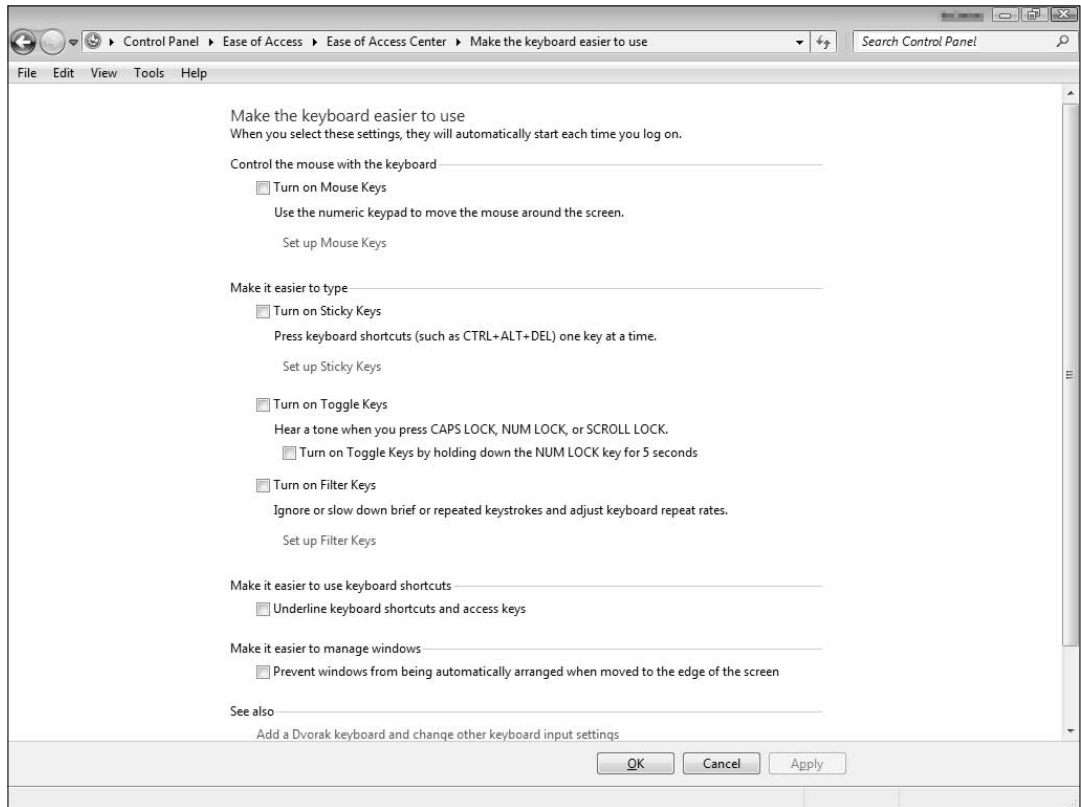 Control Panel Ease of Access Ease of Access Center Make the keyboard easier to use Search Control Panel
File Edit View Tools Help
Make the keyboard easier to use
When you select these settings, they will automatically start each time you log on.
Control the mouse with the keyboard
Turn on Mouse Keys
Use the numeric keypad to move the mouse around the screen.
Set up Mouse Keys
Make it easier to type
Turn on Sticky Keys
Press keyboard shortcuts (such as CTRL+ALT+DEL) one key at a time.
Set up Sticky Keys
Turn on Toggle Keys
Hear a tone when you press CAPS LOCK, NUM LOCK, or SCROLL LOCK.
Turn on Toggle Keys by holding down the NUM LOCK key for 5 seconds
Turn on Filter Keys
Ignore or slow down brief or repeated keystrokes and adjust keyboard repeat rates.
Set up Filter Keys
Make it easier to use keyboard shortcuts
Underline keyboard shortcuts and access keys
Make it easier to manage windows
Prevent windows from being automatically arranged when moved to the edge of the screen
See also
Add a Dvorak keyboard and change other keyboard input settings
OK Cancel Apply